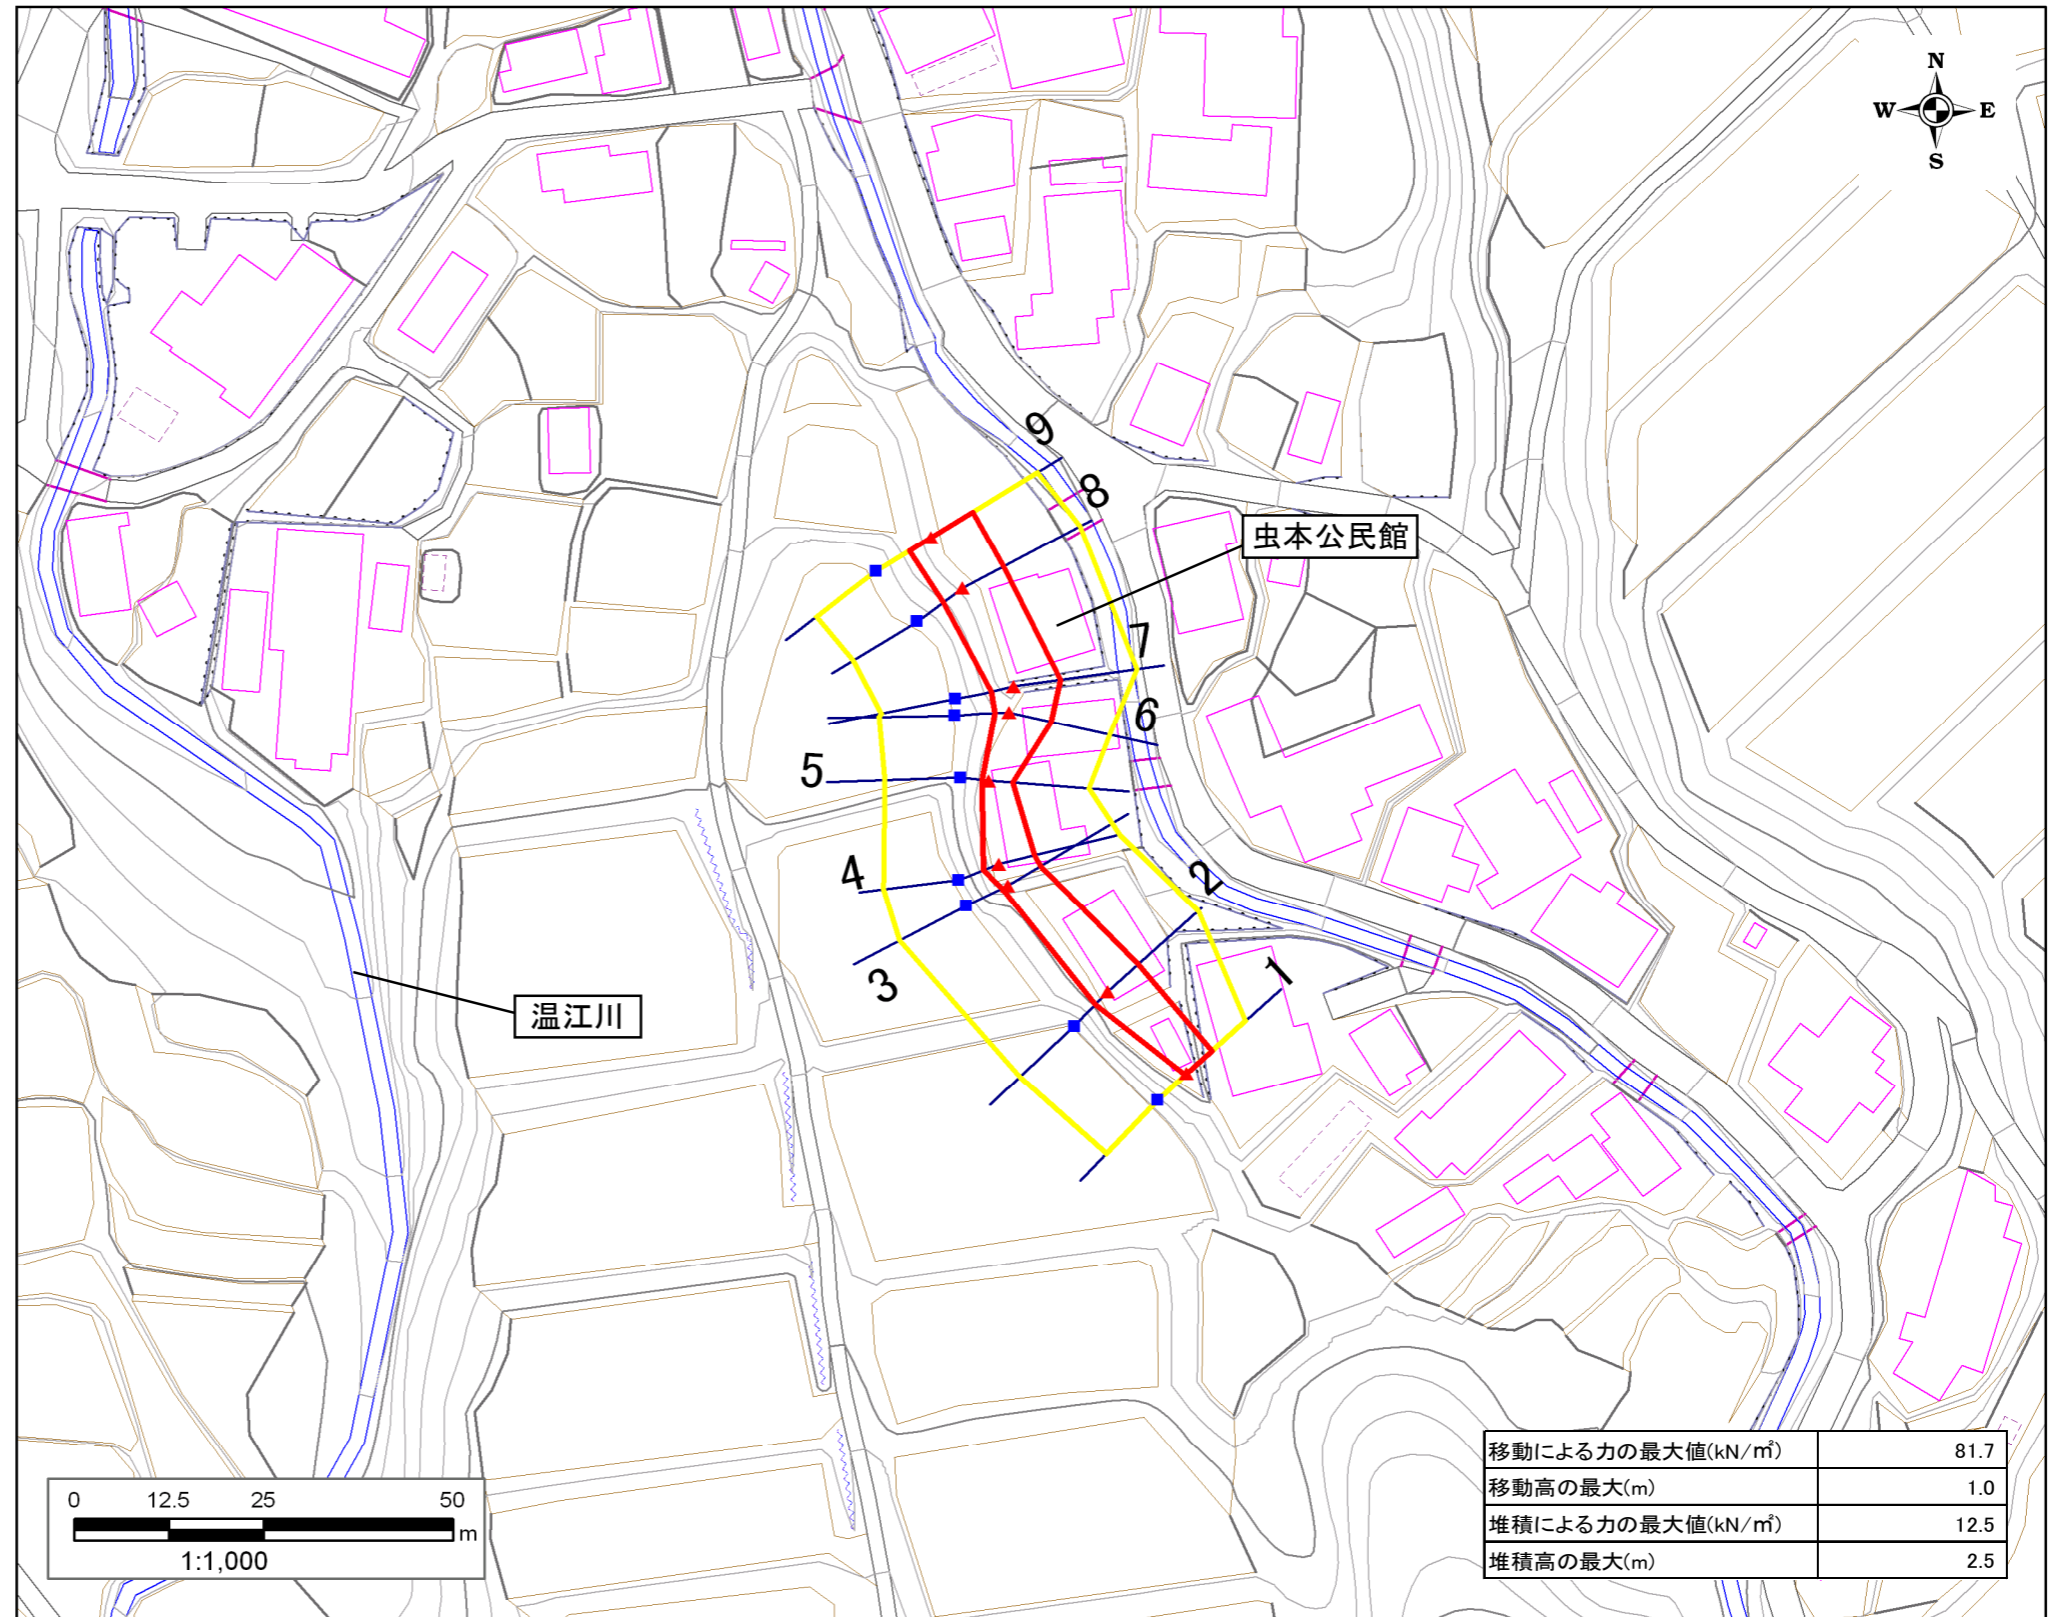 N
W E
S
9
8
虫本公民館
7
6
5
4
2
3
1
温江川
移動による力の最大値(kN/㎡) 81.7
移動高の最大(m) 1.0
堆積による力の最大値(kN/㎡) 12.5
堆積高の最大(m) 2.5
0 12.5 25 50
m
1:1,000